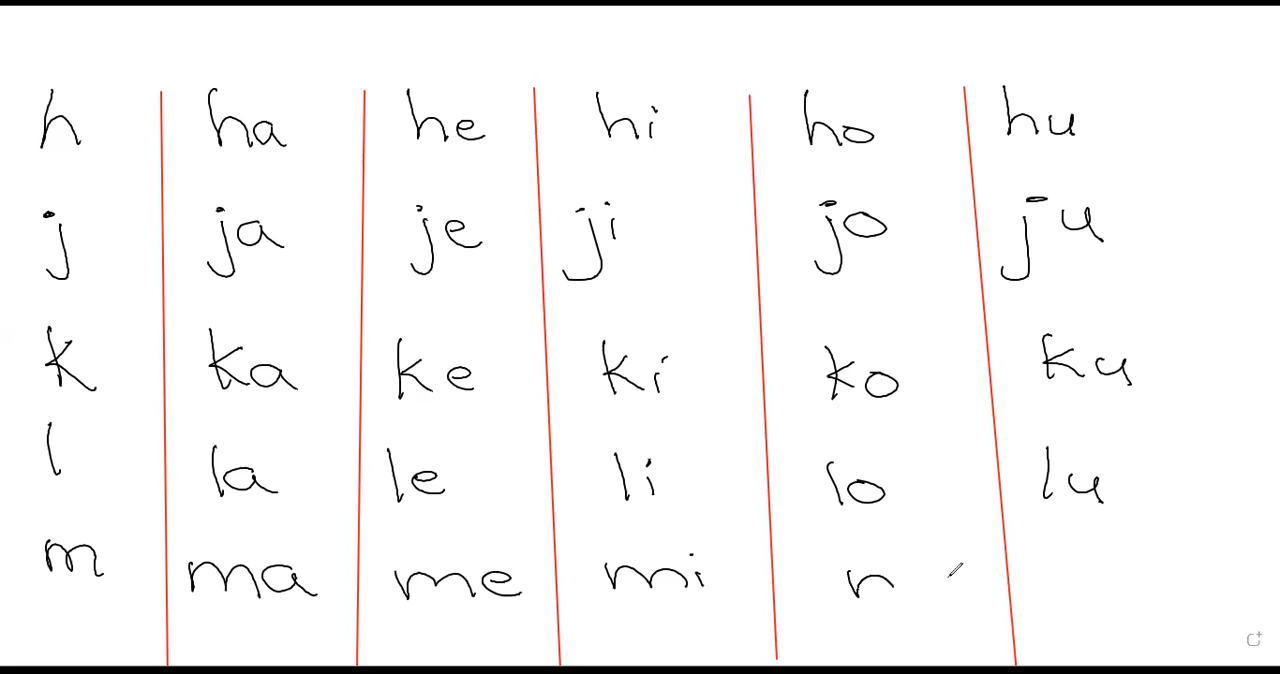 h ha he hi ho hu
j ja je ji jo ju
k ka ke ki ko ku
l la le li lo lu
m ma me mi n